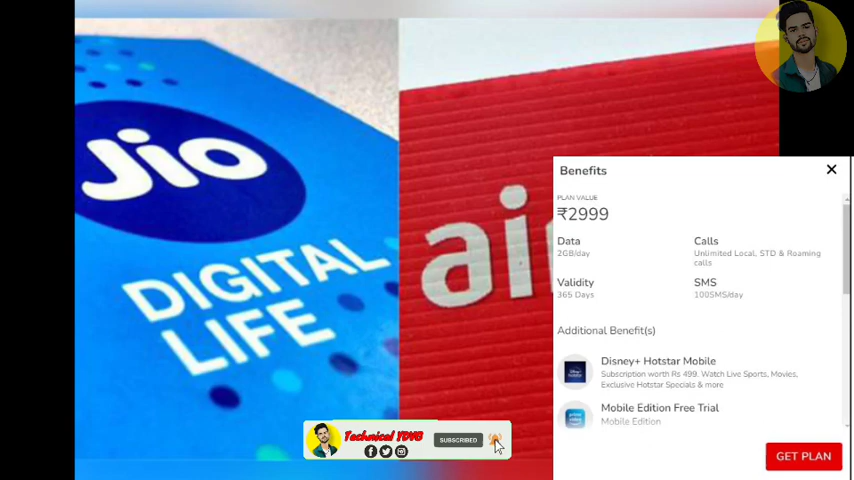 Jio
DIGITAL
LIFE
ai
Benefits
PLAN VALUE
₹2999
Data
2GB/day
Calls
Unlimited Local, STD & Roaming
calls
Validity
365 Days
SMS
100SMS/day
Additional Benefit(s)
Disney+ Hotstar Mobile
Subscription worth Rs 499. Watch Live Sports, Movies,
Exclusive Hotstar Specials & more
Mobile Edition Free Trial
Mobile Edition
GET PLAN
SUBSCRIBED